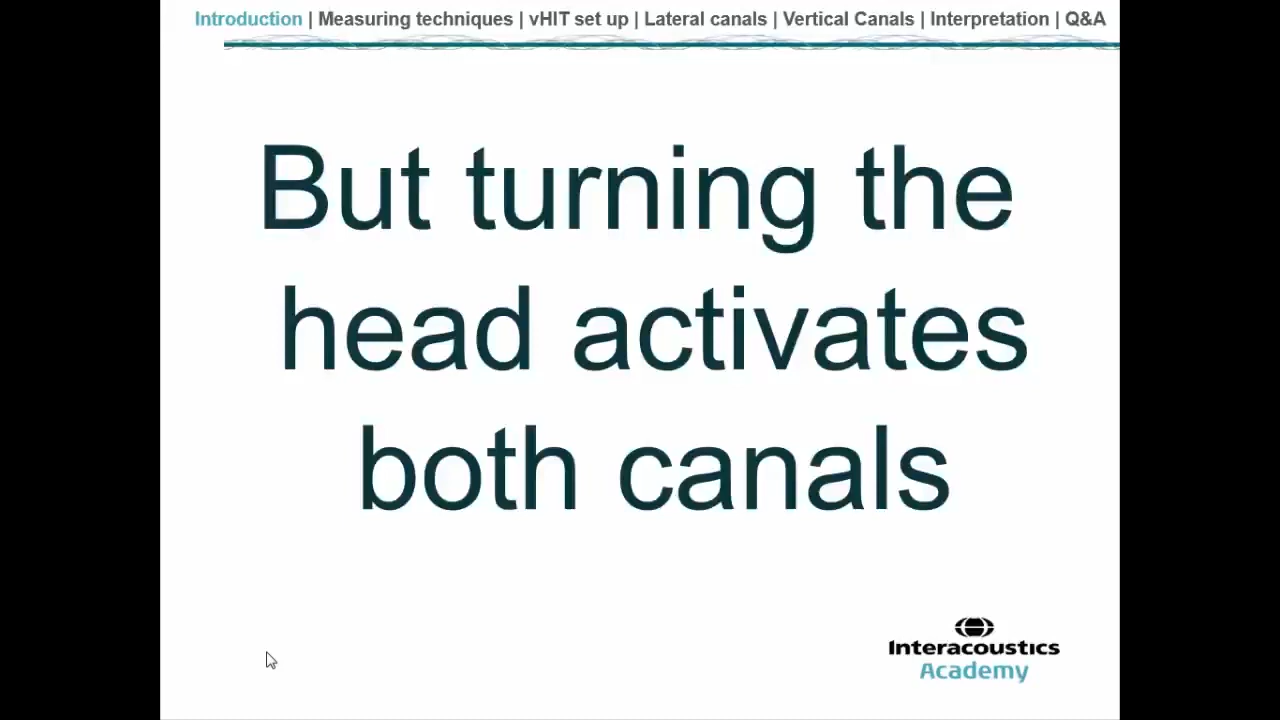 Introduction | Measuring techniques | vHIT set up | Lateral canals | Vertical Canals | Interpretation | Q&A
But turning the
head activates
both canals
Interacoustics
Academy